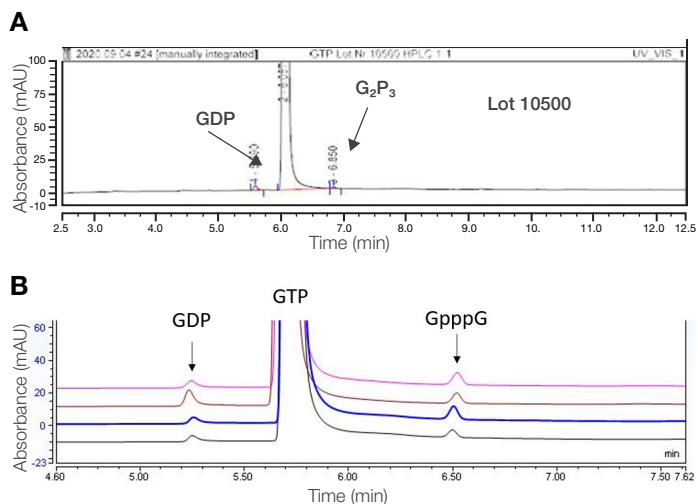 A
2020.09.04 #24 [manually integrated] GTP Lot Nr 10500 HPLC 1-1 UV_VIS_1
Absorbance (mAU)
100
75
50
25
0
-10
GDP
G₂P₃
Lot 10500
- 6.850
2.5 3.0 4.0 5.0 6.0 7.0 8.0 9.0 10. 11.0 12.0 12.5
Time (min)
B
Absorbance (mAU)
60
40
20
0
-23
GDP
GTP
GpppG
min
4.60 5.00 5.50 6.00 6.50 7.00 7.50 7.62
Time (min)